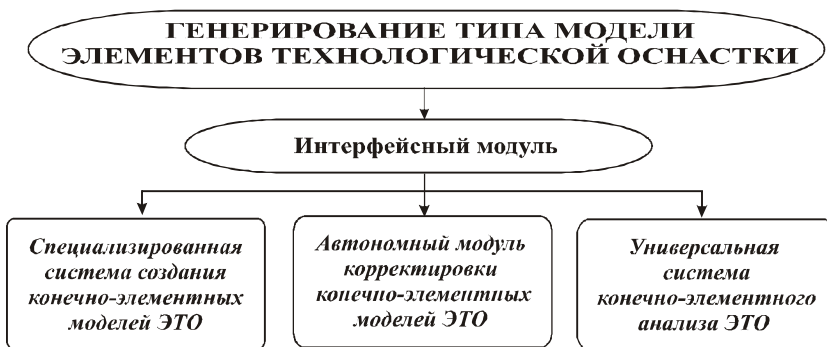 ГЕНЕРИРОВАНИЕ ТИПА МОДЕЛИ
ЭЛЕМЕНТОВ ТЕХНОЛОГИЧЕСКОЙ ОСНАСТКИ
Интерфейсный модуль
Специализированная
система создания
конечно-элементных
моделей ЭТО
Автономный модуль
корректировки
конечно-элементных
моделей ЭТО
Универсальная
система
конечно-элементного
анализа ЭТО